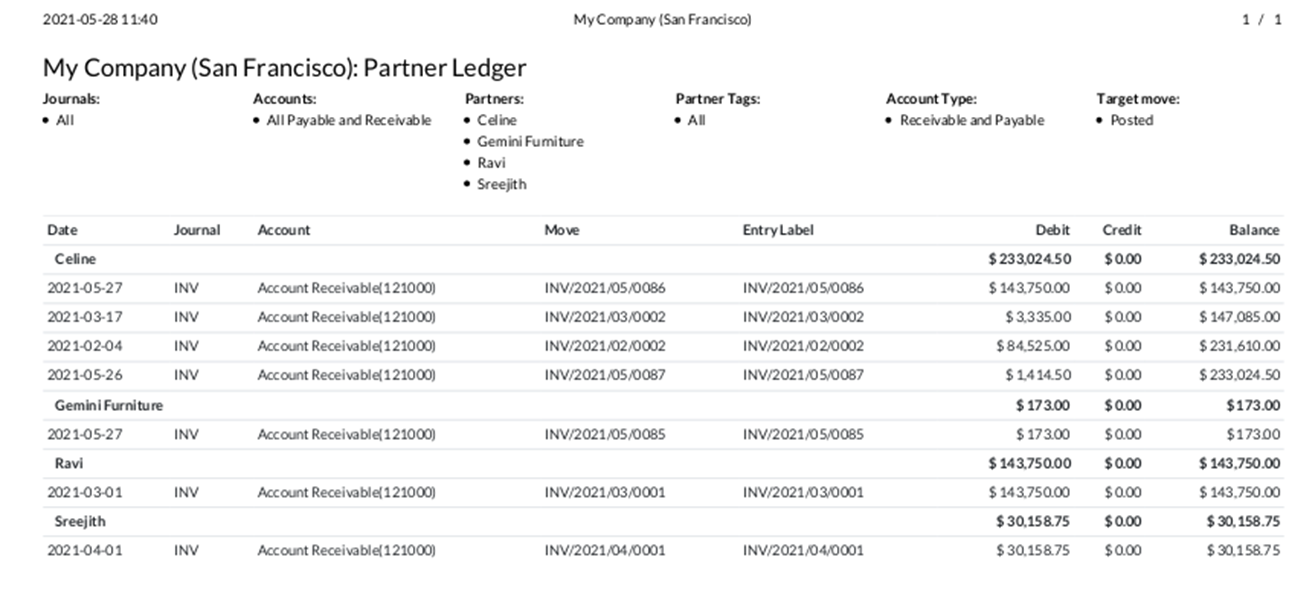 2021-05-28 11:40 My Company (San Francisco) 1 / 1
My Company (San Francisco): Partner Ledger
Journals: Accounts: Partners: Partner Tags: Account Type: Target move:
• All • All Payable and Receivable • Celine • All • Receivable and Payable • Posted
• Gemini Furniture
• Ravi
• Sreejith
Date Journal Account Move Entry Label Debit Credit Balance
Celine $ 233,024.50 $ 0.00 $ 233,024.50
2021-05-27 INV Account Receivable(121000) INV/2021/05/0086 INV/2021/05/0086 $ 143,750.00 $ 0.00 $ 143,750.00
2021-03-17 INV Account Receivable(121000) INV/2021/03/0002 INV/2021/03/0002 $ 3,335.00 $ 0.00 $ 147,085.00
2021-02-04 INV Account Receivable(121000) INV/2021/02/0002 INV/2021/02/0002 $ 84,525.00 $ 0.00 $ 231,610.00
2021-05-26 INV Account Receivable(121000) INV/2021/05/0087 INV/2021/05/0087 $ 1,414.50 $ 0.00 $ 233,024.50
Gemini Furniture $ 173.00 $ 0.00 $ 173.00
2021-05-27 INV Account Receivable(121000) INV/2021/05/0085 INV/2021/05/0085 $ 173.00 $ 0.00 $ 173.00
Ravi $ 143,750.00 $ 0.00 $ 143,750.00
2021-03-01 INV Account Receivable(121000) INV/2021/03/0001 INV/2021/03/0001 $ 143,750.00 $ 0.00 $ 143,750.00
Sreejith $ 30,158.75 $ 0.00 $ 30,158.75
2021-04-01 INV Account Receivable(121000) INV/2021/04/0001 INV/2021/04/0001 $ 30,158.75 $ 0.00 $ 30,158.75